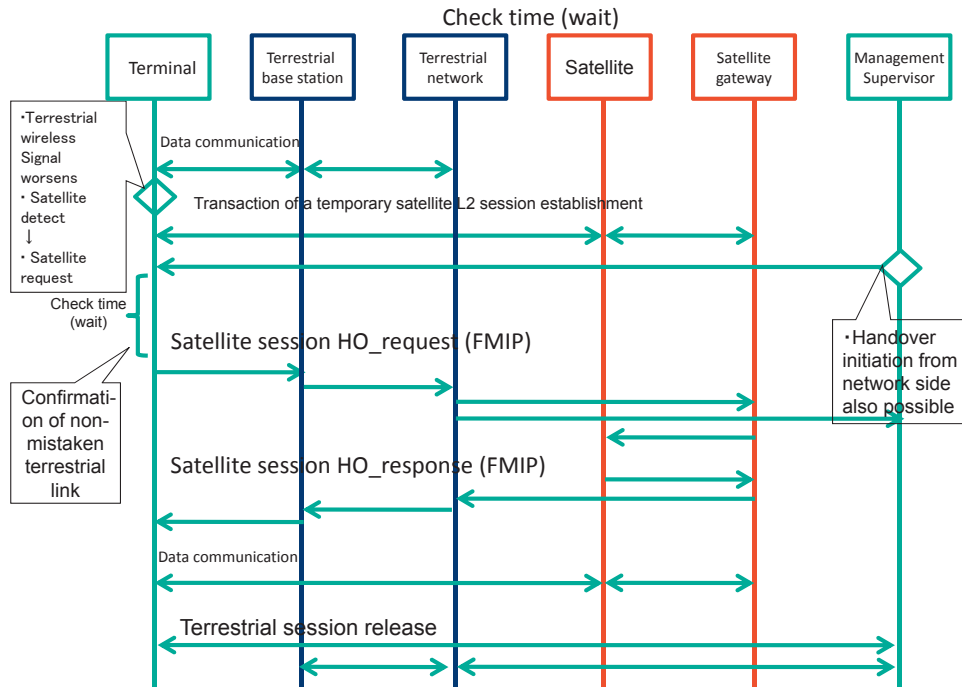 Check time (wait)
Terminal
Terrestrial
base station
Terrestrial
network
Satellite
Satellite
gateway
Management
Supervisor
・Terrestrial
wireless
Signal
worsens
・ Satellite
detect
↓
・ Satellite
request
Data communication
Transaction of a temporary satellite L2 session establishment
Check time
(wait)
・Handover
initiation from
network side
also possible
Satellite session HO_request (FMIP)
Confirmati-
on of non-
mistaken
terrestrial
link
Satellite session HO_response (FMIP)
Data communication
Terrestrial session release